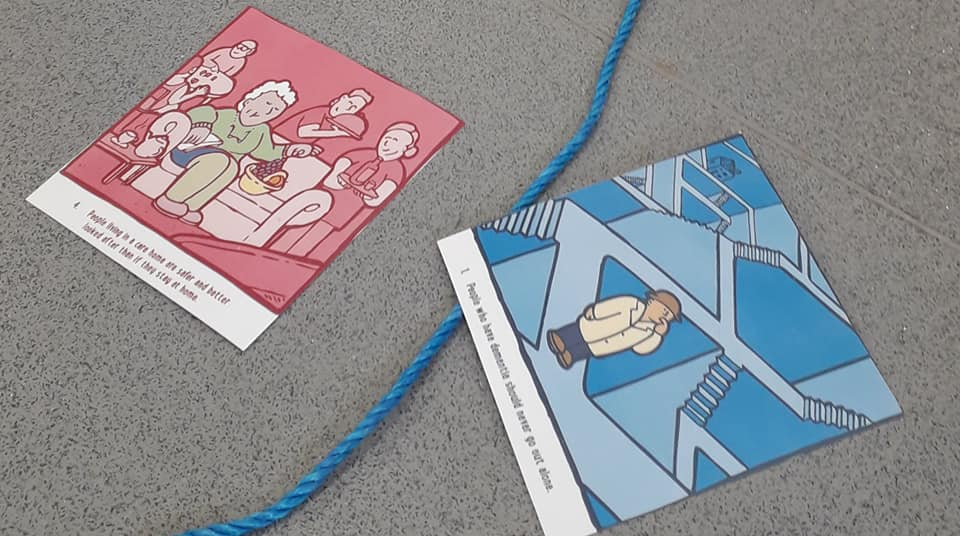 4. People living in a care home are safer and better
looked after than if they stay at home.
1. People who have dementia should never go out alone.